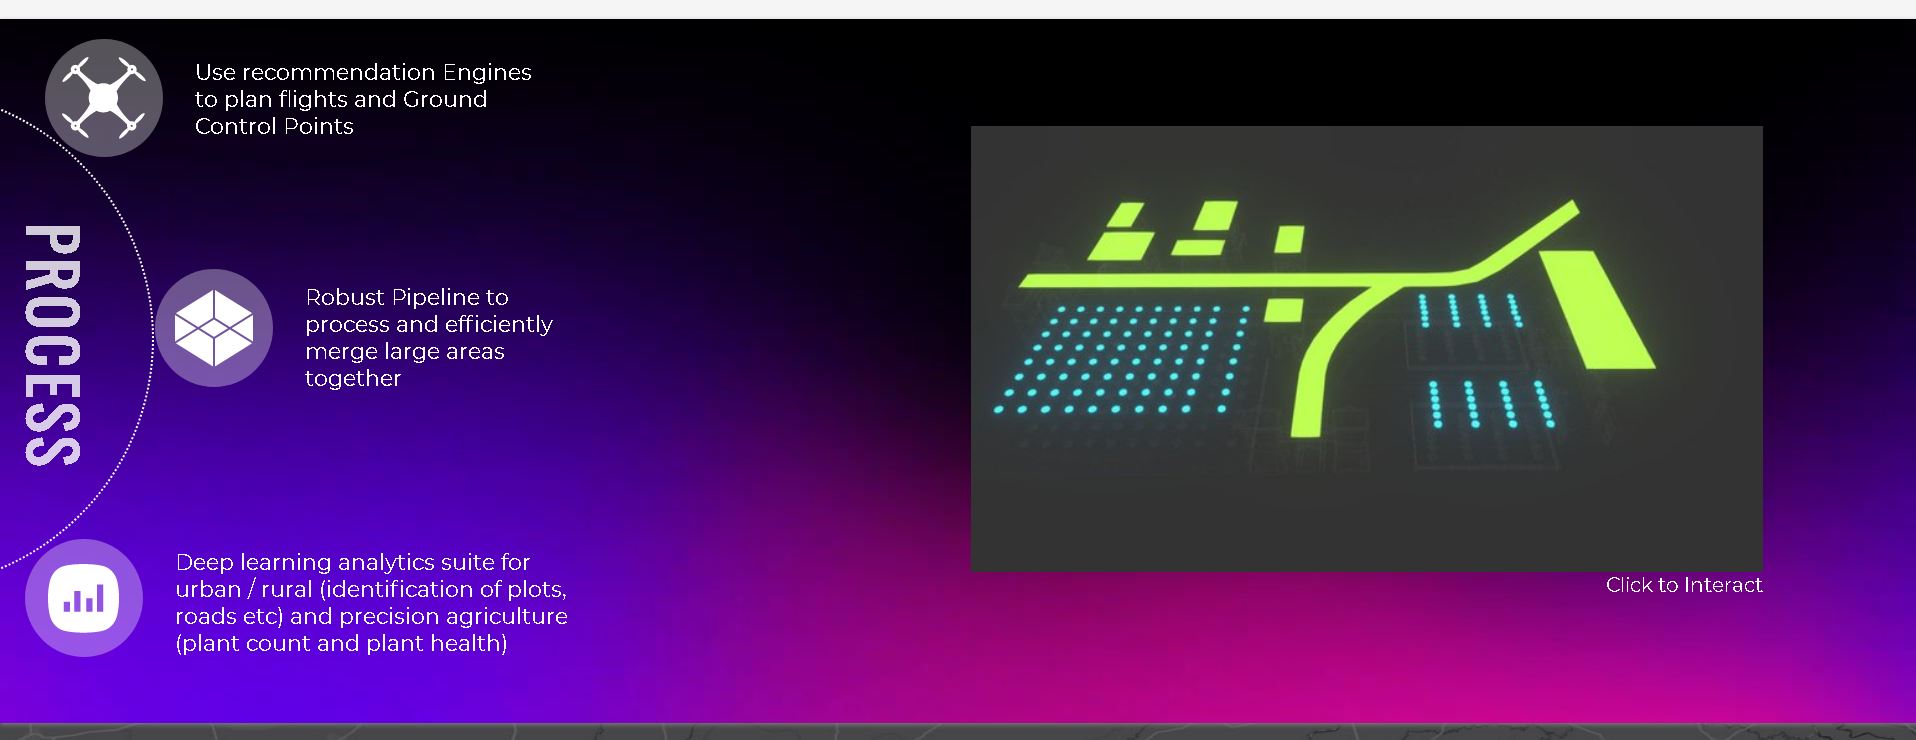 Use recommendation Engines
to plan flights and Ground
Control Points
PROCESS
Robust Pipeline to
process and efficiently
merge large areas
together
Deep learning analytics suite for
urban / rural (identification of plots,
roads etc) and precision agriculture
(plant count and plant health)
Click to Interact